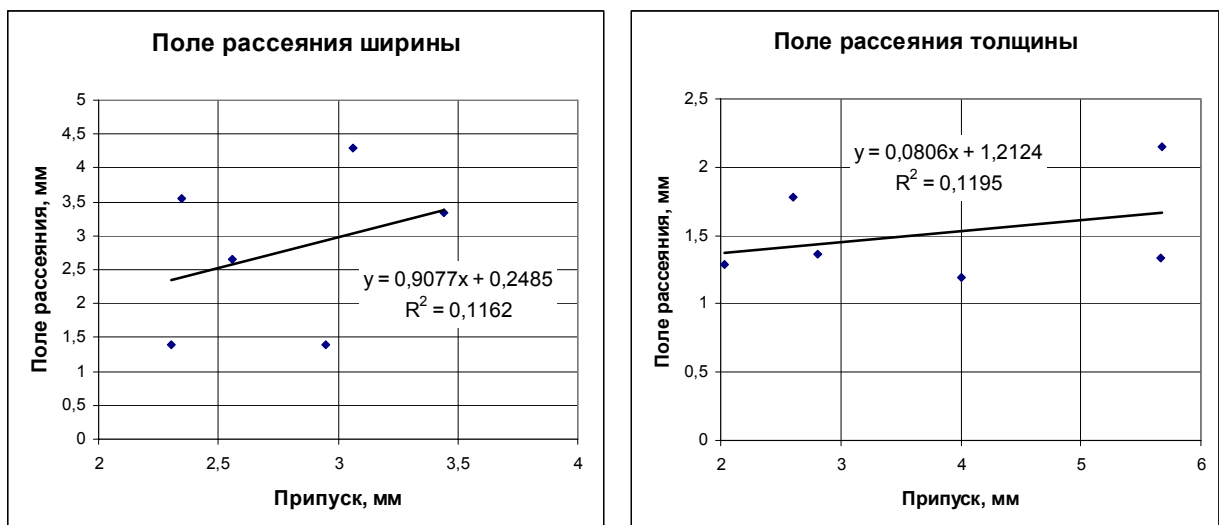 Поле рассеяния ширины
5
4,5
4
3,5
3
2,5
2
1,5
1
0,5
0
2
2,5
3
3,5
4
Поле рассеяния, мм
Припуск, мм
y = 0,9077x + 0,2485
R² = 0,1162
Поле рассеяния толщины
2,5
2
1,5
1
0,5
0
2
3
4
5
6
Поле рассеяния, мм
Припуск, мм
y = 0,0806x + 1,2124
R² = 0,1195